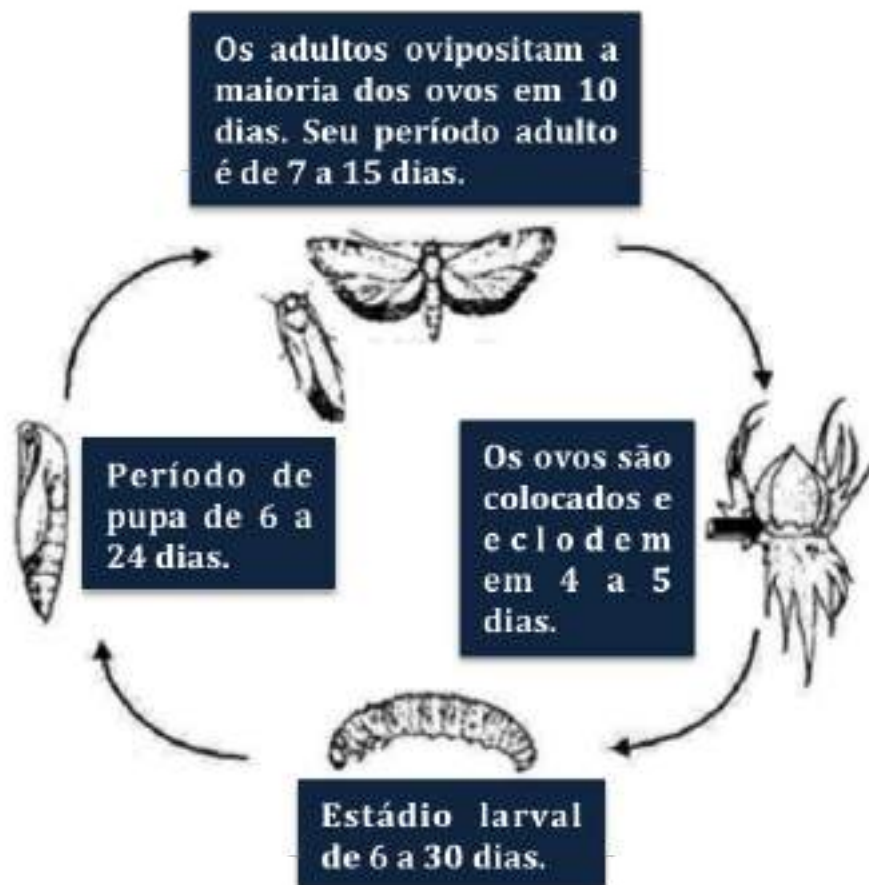 Os adultos ovipositam a
maioria dos ovos em 10
dias. Seu período adulto
é de 7 a 15 dias.
Período de
pupa de 6 a
24 dias.
Os ovos são
colocados e
eclodem
em 4 a 5
dias.
Estádio larval
de 6 a 30 dias.